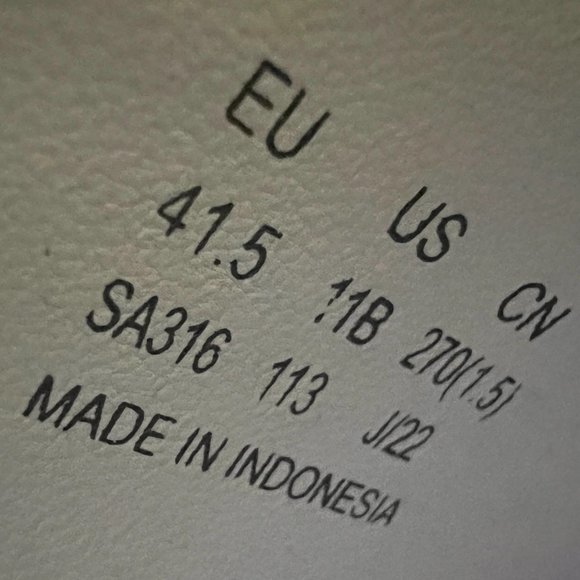 EU US CN
41.5 11B 270(1.5)
SA316 113 J/22
MADE IN INDONESIA